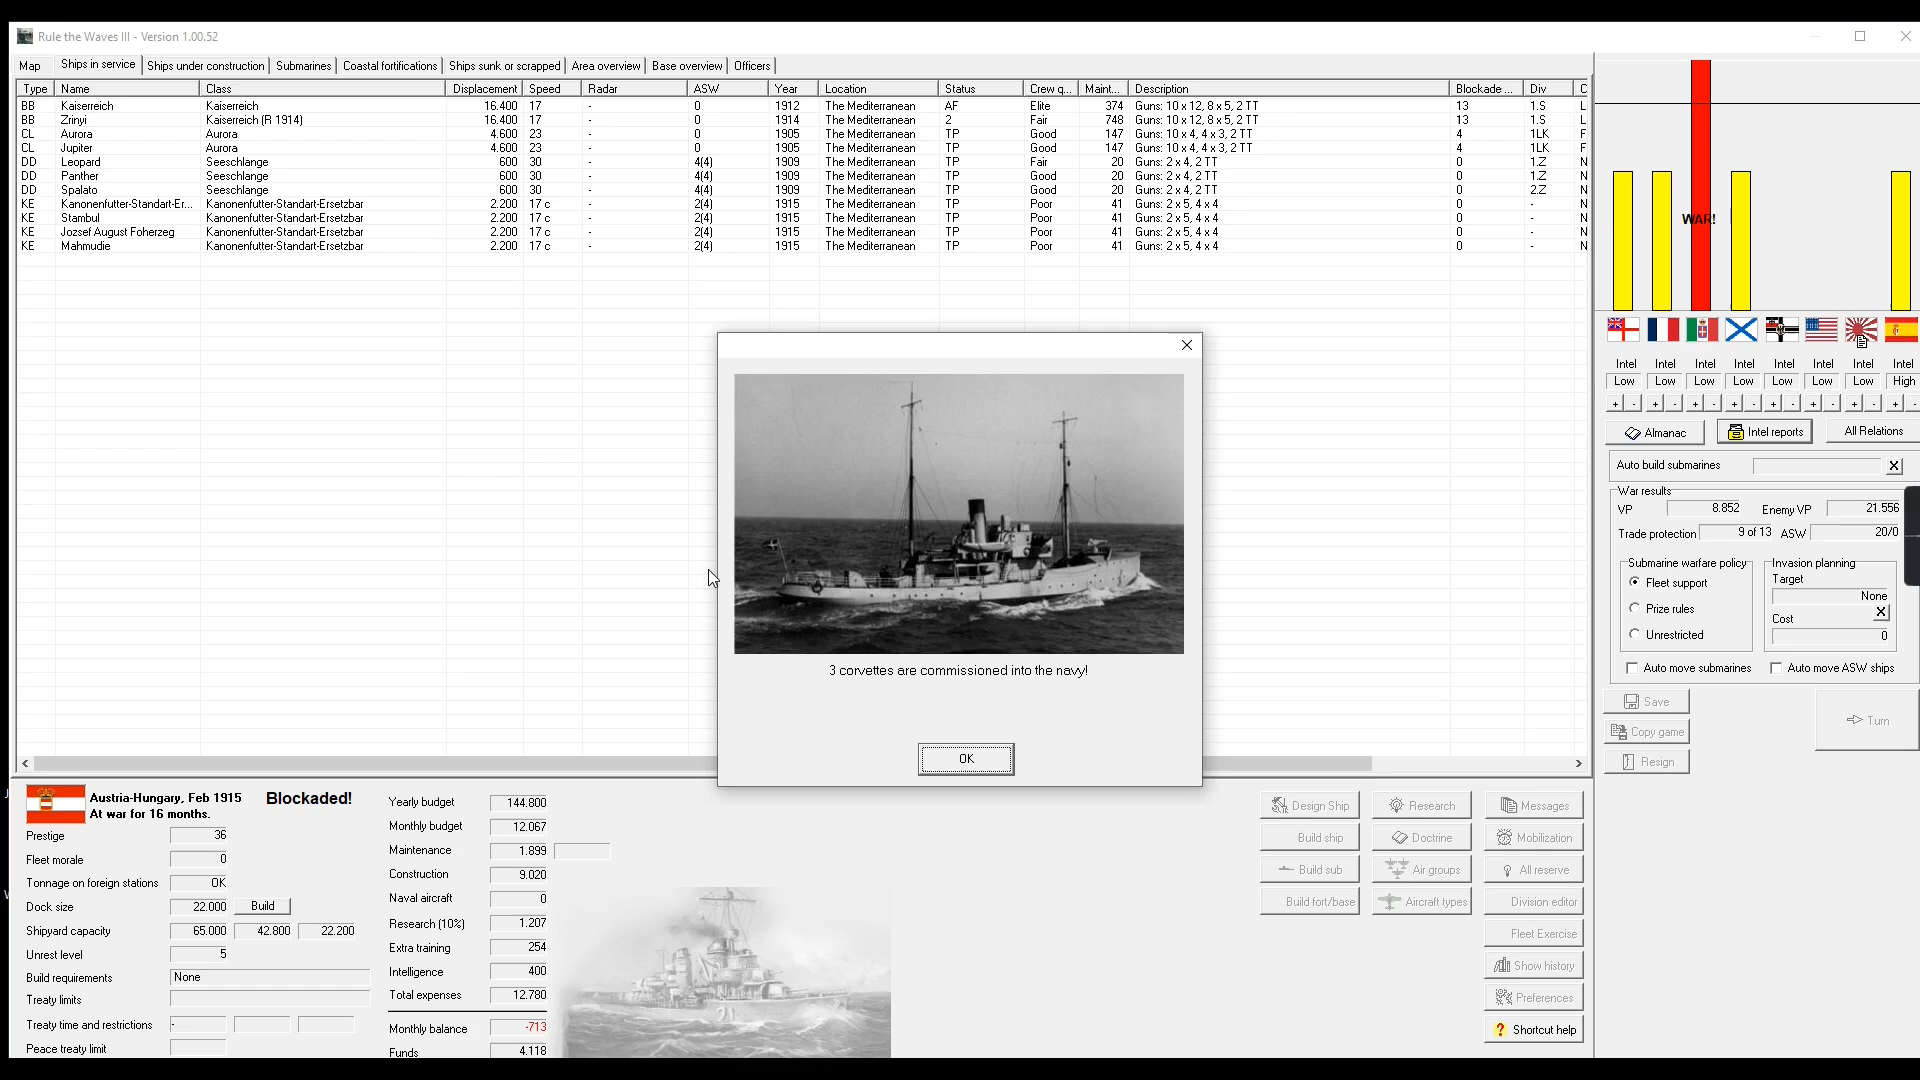 Rule the Waves III - Version 1.00.52
Map Ships in service Ships under construction Submarines Coastal fortifications Ships sunk or scrapped Area overview Base overview Officers
Type Name Class Displacement Speed Radar ASW Year Location Status Crew q... Maint... Description Blockade ... Div C
BB Kaiserreich Kaiserreich 16.400 17 - 0 1912 The Mediterranean AF Elite 374 Guns: 10 x 12, 8 x 5, 2 TT 13 1.S L
BB Zrinyi Kaiserreich (R 1914) 16.400 17 - 0 1914 The Mediterranean 2 Fair 748 Guns: 10 x 12, 8 x 5, 2 TT 13 1.S L
CL Aurora Aurora 4.600 23 - 0 1905 The Mediterranean TP Good 147 Guns: 10 x 4, 4 x 3, 2 TT 4 1LK F
CL Jupiter Aurora 4.600 23 - 0 1905 The Mediterranean TP Good 147 Guns: 10 x 4, 4 x 3, 2 TT 4 1LK F
DD Leopard Seeschlange 600 30 - 4(4) 1909 The Mediterranean TP Fair 20 Guns: 2 x 4, 2 TT 0 1.Z N
DD Panther Seeschlange 600 30 - 4(4) 1909 The Mediterranean TP Good 20 Guns: 2 x 4, 2 TT 0 1.Z N
DD Spalato Seeschlange 600 30 - 4(4) 1909 The Mediterranean TP Good 20 Guns: 2 x 4, 2 TT 0 2.Z N
KE Kanonenfutter-Standart-Er... Kanonenfutter-Standart-Ersetzbar 2.200 17 c - 2(4) 1915 The Mediterranean TP Poor 41 Guns: 2 x 5, 4 x 4 0 - N
KE Stambul Kanonenfutter-Standart-Ersetzbar 2.200 17 c - 2(4) 1915 The Mediterranean TP Poor 41 Guns: 2 x 5, 4 x 4 0 - N
KE Jozsef August Foherzeg Kanonenfutter-Standart-Ersetzbar 2.200 17 c - 2(4) 1915 The Mediterranean TP Poor 41 Guns: 2 x 5, 4 x 4 0 - N
KE Mahmudie Kanonenfutter-Standart-Ersetzbar 2.200 17 c - 2(4) 1915 The Mediterranean TP Poor 41 Guns: 2 x 5, 4 x 4 0 - N
3 corvettes are commissioned into the navy!
OK
WAR!
Intel Intel Intel Intel Intel Intel Intel Intel
Low Low Low Low Low Low Low High
+ - + - + - + - + - + - + - + -
Almanac Intel reports All Relations
Auto build submarines X
War results
VP 8.852 Enemy VP 21.556
Trade protection 9 of 13 ASW 20/0
Submarine warfare policy
Fleet support
Prize rules
Unrestricted
Invasion planning
Target
None
Cost X
0
Auto move submarines Auto move ASW ships
Save
Copy game
Resign
Turn
Austria-Hungary, Feb 1915 Blockaded!
At war for 16 months.
Prestige 36
Fleet morale 0
Tonnage on foreign stations OK
Dock size 22.000 Build
Shipyard capacity 65.000 42.800 22.200
Unrest level 5
Build requirements None
Treaty limits
Treaty time and restrictions -
Peace treaty limit
Yearly budget 144.800
Monthly budget 12.067
Maintenance 1.899
Construction 9.020
Naval aircraft 0
Research (10%) 1.207
Extra training 254
Intelligence 400
Total expenses 12.780
Monthly balance -713
Funds 4.118
21
Design Ship Research Messages
Build ship Doctrine Mobilization
Build sub Air groups All reserve
Build fort/base Aircraft types Division editor
Fleet Exercise
Show history
Preferences
? Shortcut help